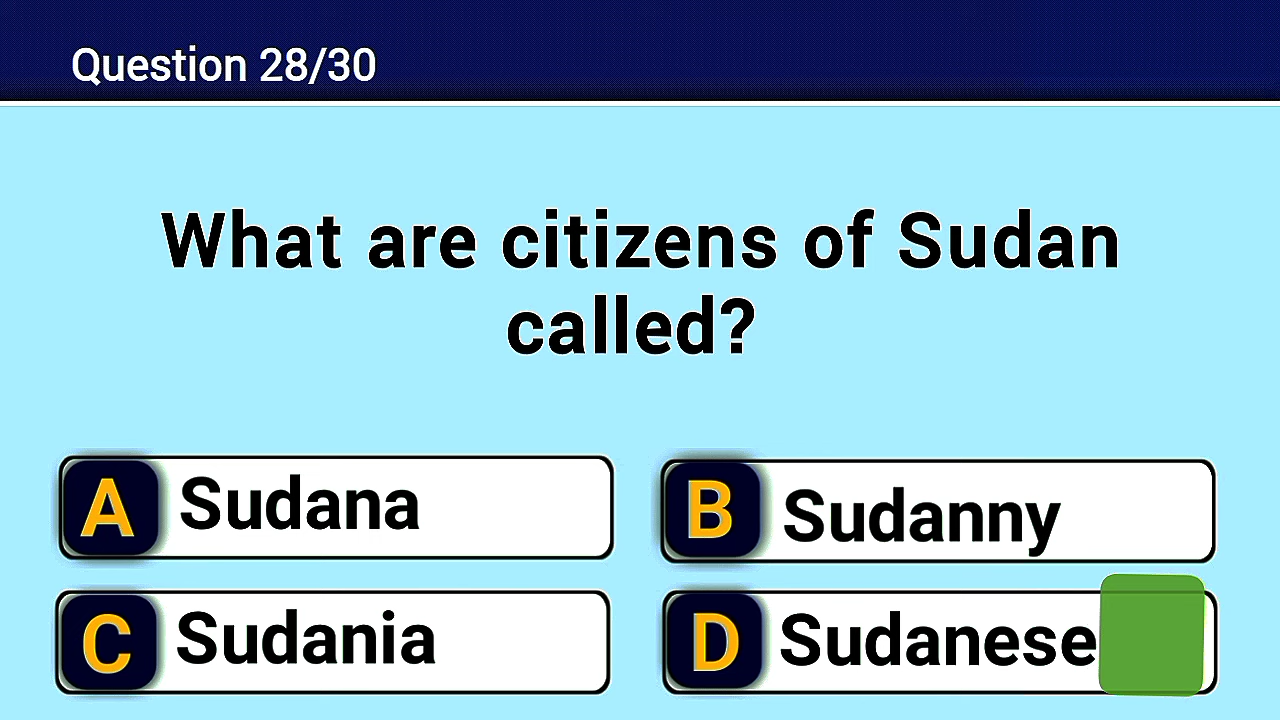 Question 28/30
What are citizens of Sudan
called?
A Sudana
B Sudanny
C Sudania
D Sudanese